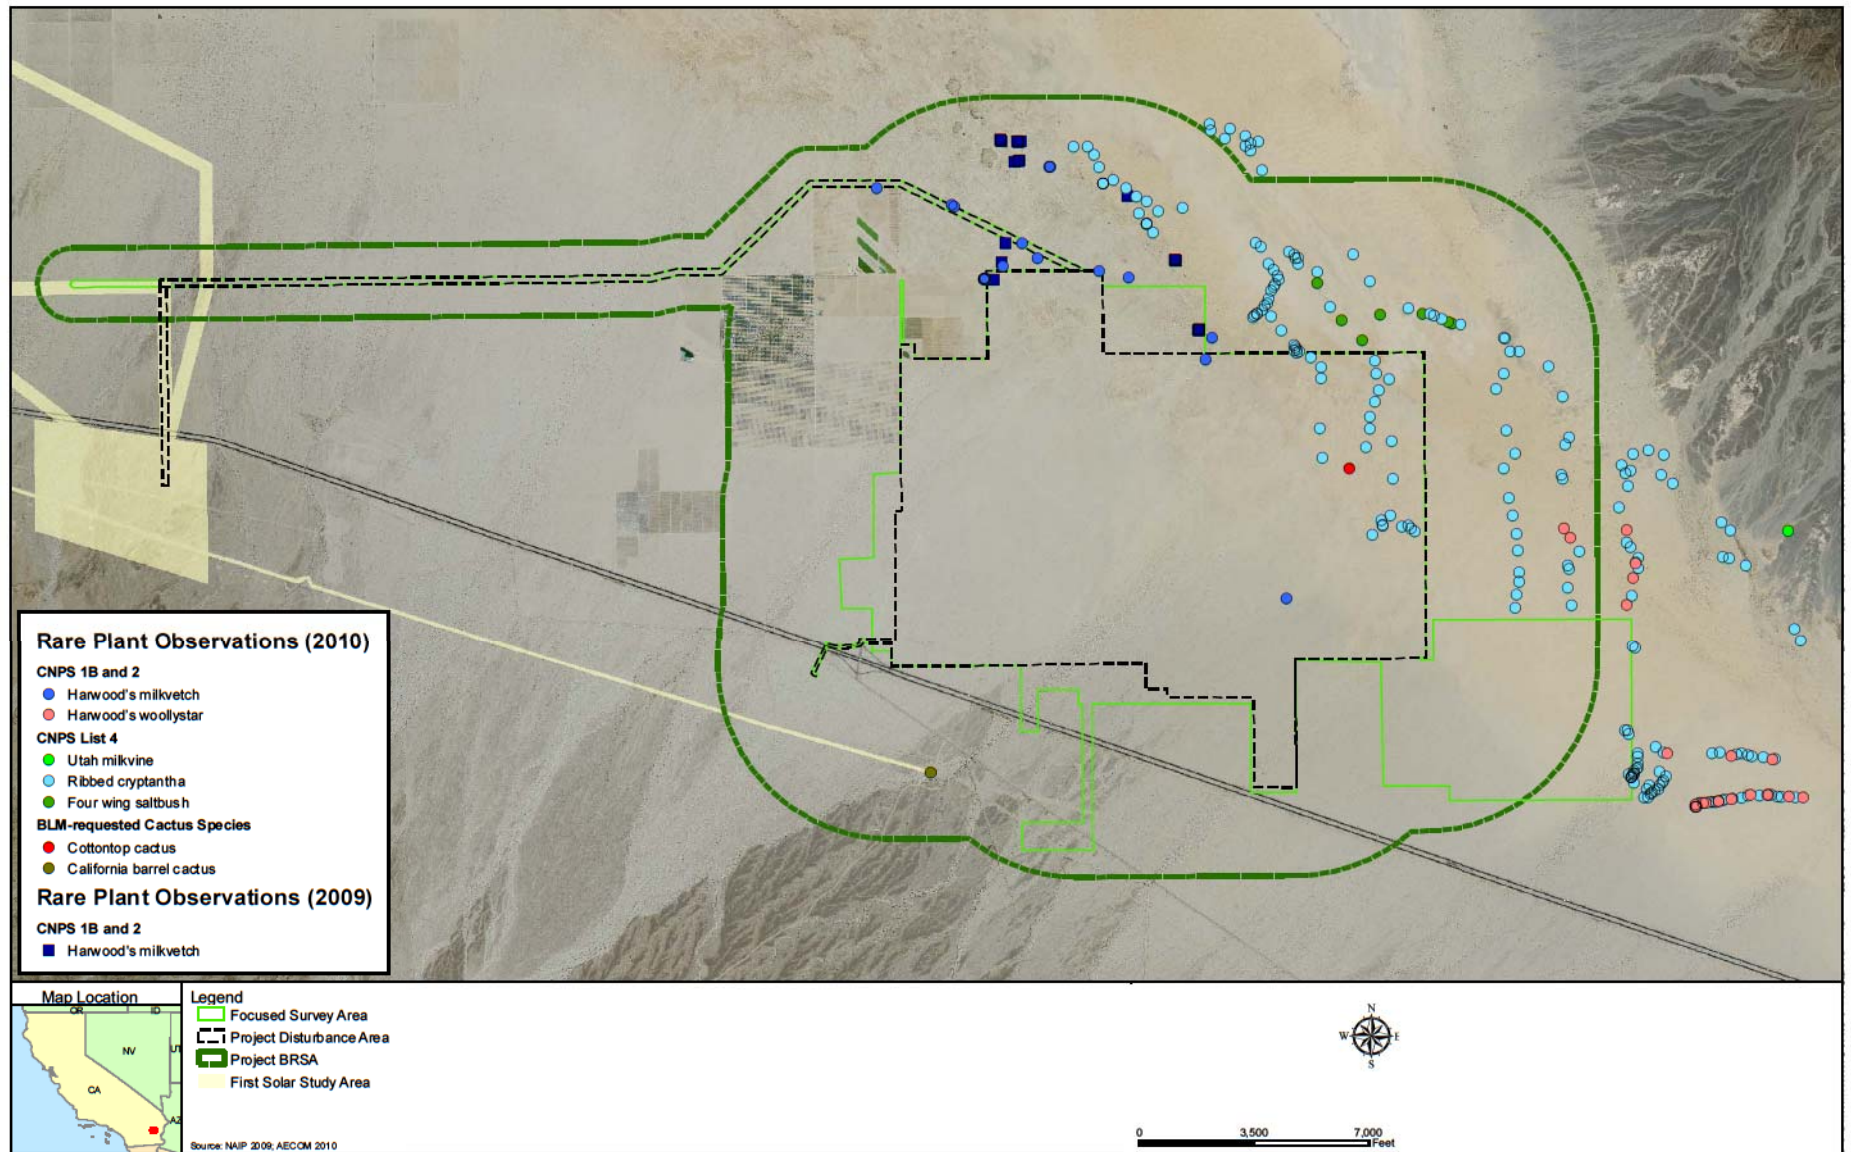 Rare Plant Observations (2010)
CNPS 1B and 2
Harwood's milkvetch
Harwood's woollystar
CNPS List 4
Utah milkvine
Ribbed cryptantha
Four wing saltbush
BLM-requested Cactus Species
Cottontop cactus
California barrel cactus
Rare Plant Observations (2009)
CNPS 1B and 2
Harwood's milkvetch
Map Location
OR
ID
NV
UT
CA
AZ
Legend
Focused Survey Area
Project Disturbance Area
Project BRSA
First Solar Study Area
Source: NAIP 2009; AECOM 2010
N
W
E
S
0 3,500 7,000
Feet